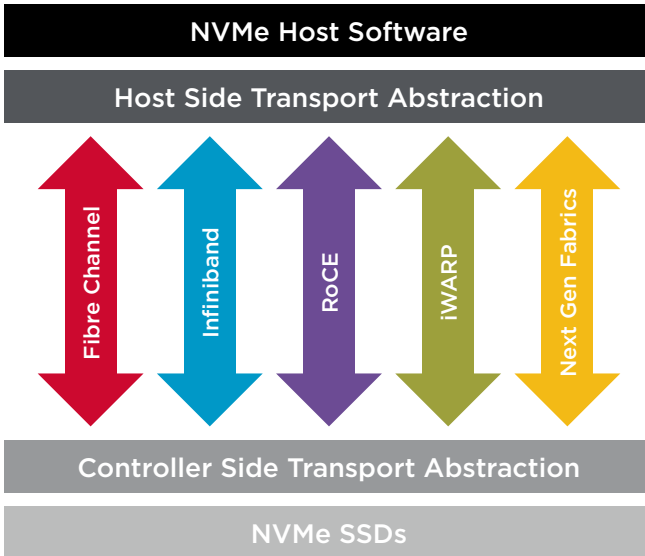 NVMe Host Software
Host Side Transport Abstraction
Fibre Channel
Infiniband
RoCE
iWARP
Next Gen Fabrics
Controller Side Transport Abstraction
NVMe SSDs